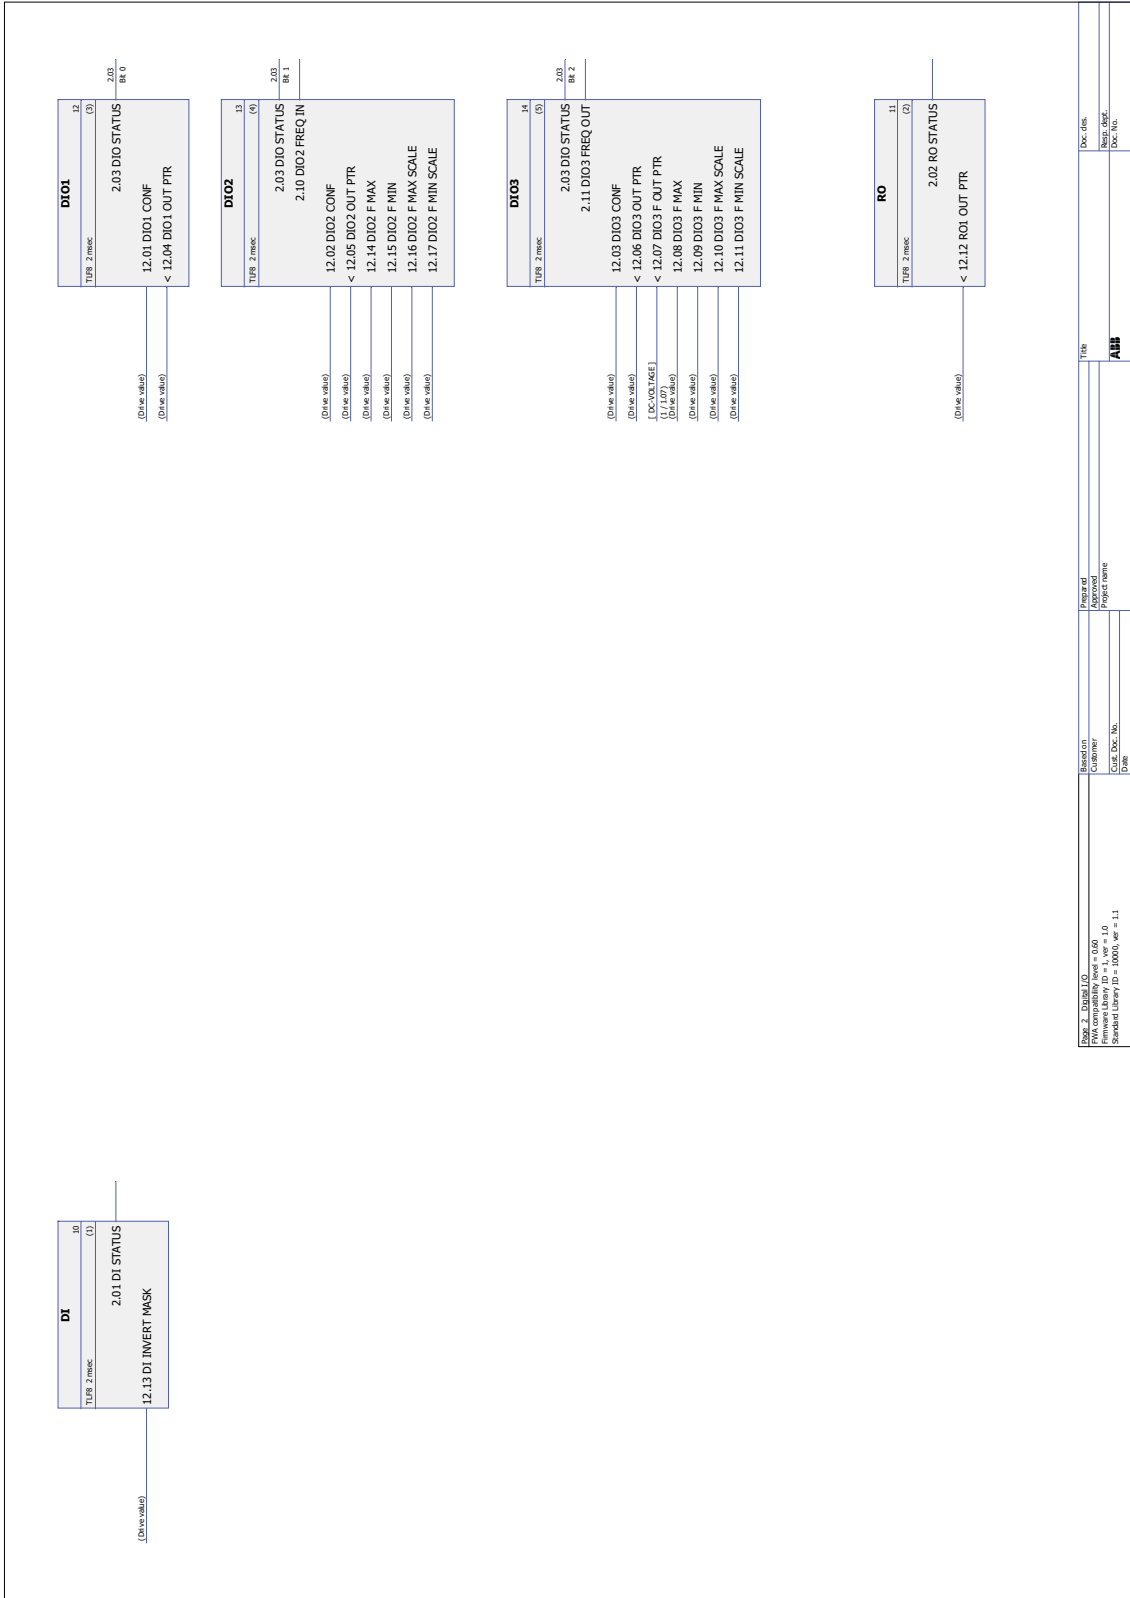 DI
TLF8 2 msec
10
(1)
2.01 DI STATUS
12.13 DI INVERT MASK
(Drive value)
DIO1
TLF8 2 msec
12
(3)
2.03 DIO STATUS
2.03
Bit 0
12.01 DIO1 CONF
(Drive value)
< 12.04 DIO1 OUT PTR
(Drive value)
DIO2
TLF8 2 msec
13
(4)
2.03 DIO STATUS
2.03
Bit 1
2.10 DIO2 FREQ IN
12.02 DIO2 CONF
(Drive value)
< 12.05 DIO2 OUT PTR
(Drive value)
12.14 DIO2 F MAX
(Drive value)
12.15 DIO2 F MIN
(Drive value)
12.16 DIO2 F MAX SCALE
(Drive value)
12.17 DIO2 F MIN SCALE
(Drive value)
DIO3
TLF8 2 msec
14
(5)
2.03 DIO STATUS
2.03
Bit 2
2.11 DIO3 FREQ OUT
12.03 DIO3 CONF
(Drive value)
< 12.06 DIO3 OUT PTR
(Drive value)
< 12.07 DIO3 F OUT PTR
[ DC-VOLTAGE ]
(1 / 1.07)
12.08 DIO3 F MAX
(Drive value)
12.09 DIO3 F MIN
(Drive value)
12.10 DIO3 F MAX SCALE
(Drive value)
12.11 DIO3 F MIN SCALE
(Drive value)
RO
TLF8 2 msec
11
(2)
2.02 RO STATUS
< 12.12 RO1 OUT PTR
(Drive value)
Page 2 Digital I/O
FWA compatibility level = 0.60
Firmware Library ID = 1, ver = 1.0
Standard Library ID = 10000, ver = 1.1
Based on
Customer
Cust. Doc. No.
Date
Prepared
Approved
Project name
Title
ABB
Doc. des.
Resp. dept.
Doc. No.